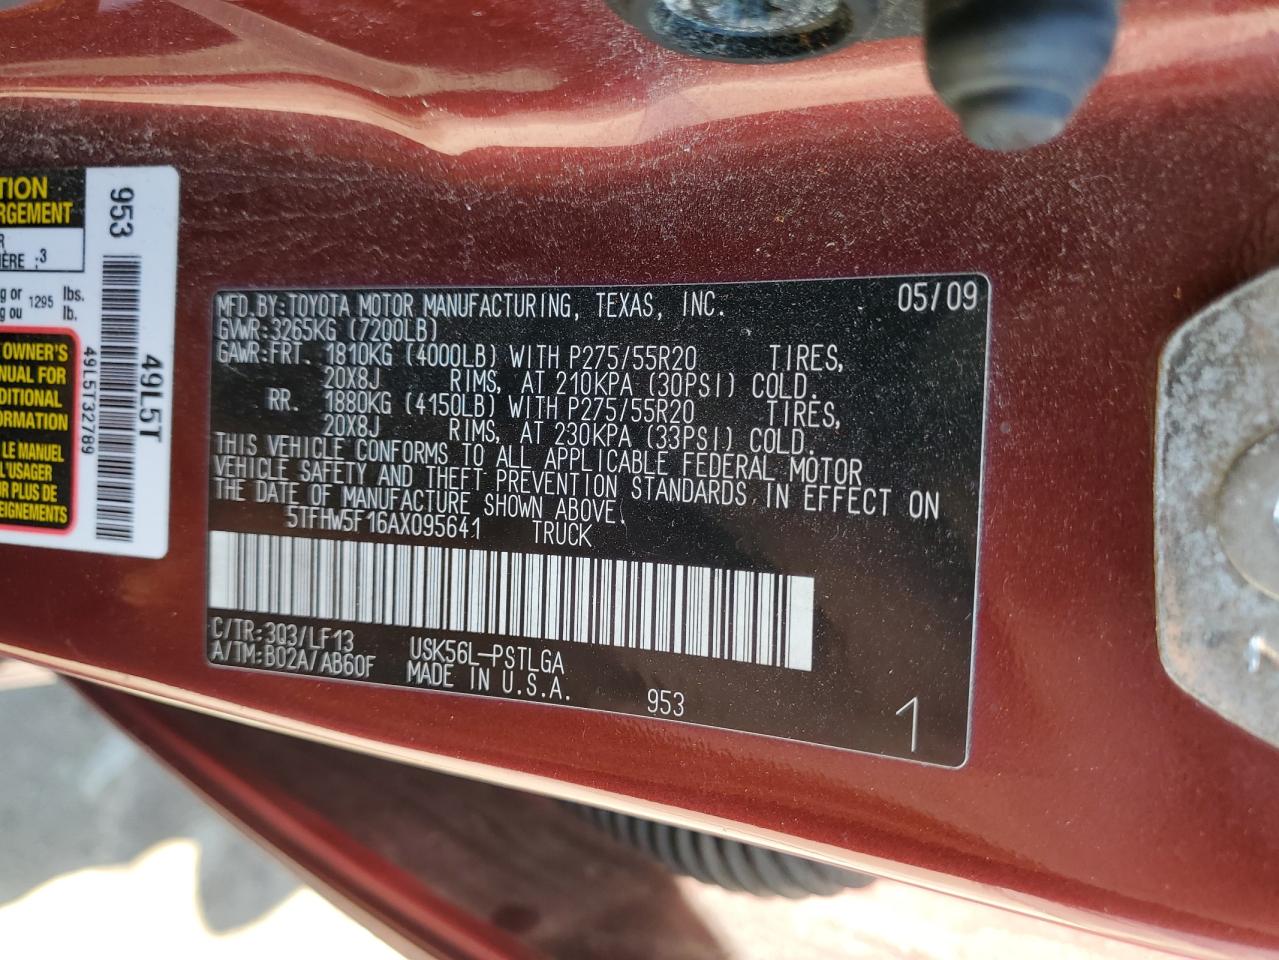 MFD.BY:TOYOTA MOTOR MANUFACTURING, TEXAS, INC. 05/09
GVWR:3265KG (7200LB)
GAWR:FRT. 1810KG (4000LB) WITH P275/55R20 TIRES,
20X8J RIMS, AT 210KPA (30PSI) COLD.
RR. 1880KG (4150LB) WITH P275/55R20 TIRES,
20X8J RIMS, AT 230KPA (33PSI) COLD.
THIS VEHICLE CONFORMS TO ALL APPLICABLE FEDERAL MOTOR
VEHICLE SAFETY AND THEFT PREVENTION STANDARDS IN EFFECT ON
THE DATE OF MANUFACTURE SHOWN ABOVE.
5TFHW5F16AX095641 TRUCK
C/TR:3Q3/LF13 USK56L-PSTLGA
A/TM:B02A/AB60F MADE IN U.S.A. 953
1
TION
RGEMENT
R
IÈRE :3
g or 1295 lbs.
g ou lb.
OWNER'S
NUAL FOR
DITIONAL
ORMATION
LE MANUEL
L'USAGER
R PLUS DE
EIGNEMENTS
953
49L5T32789
49L5T